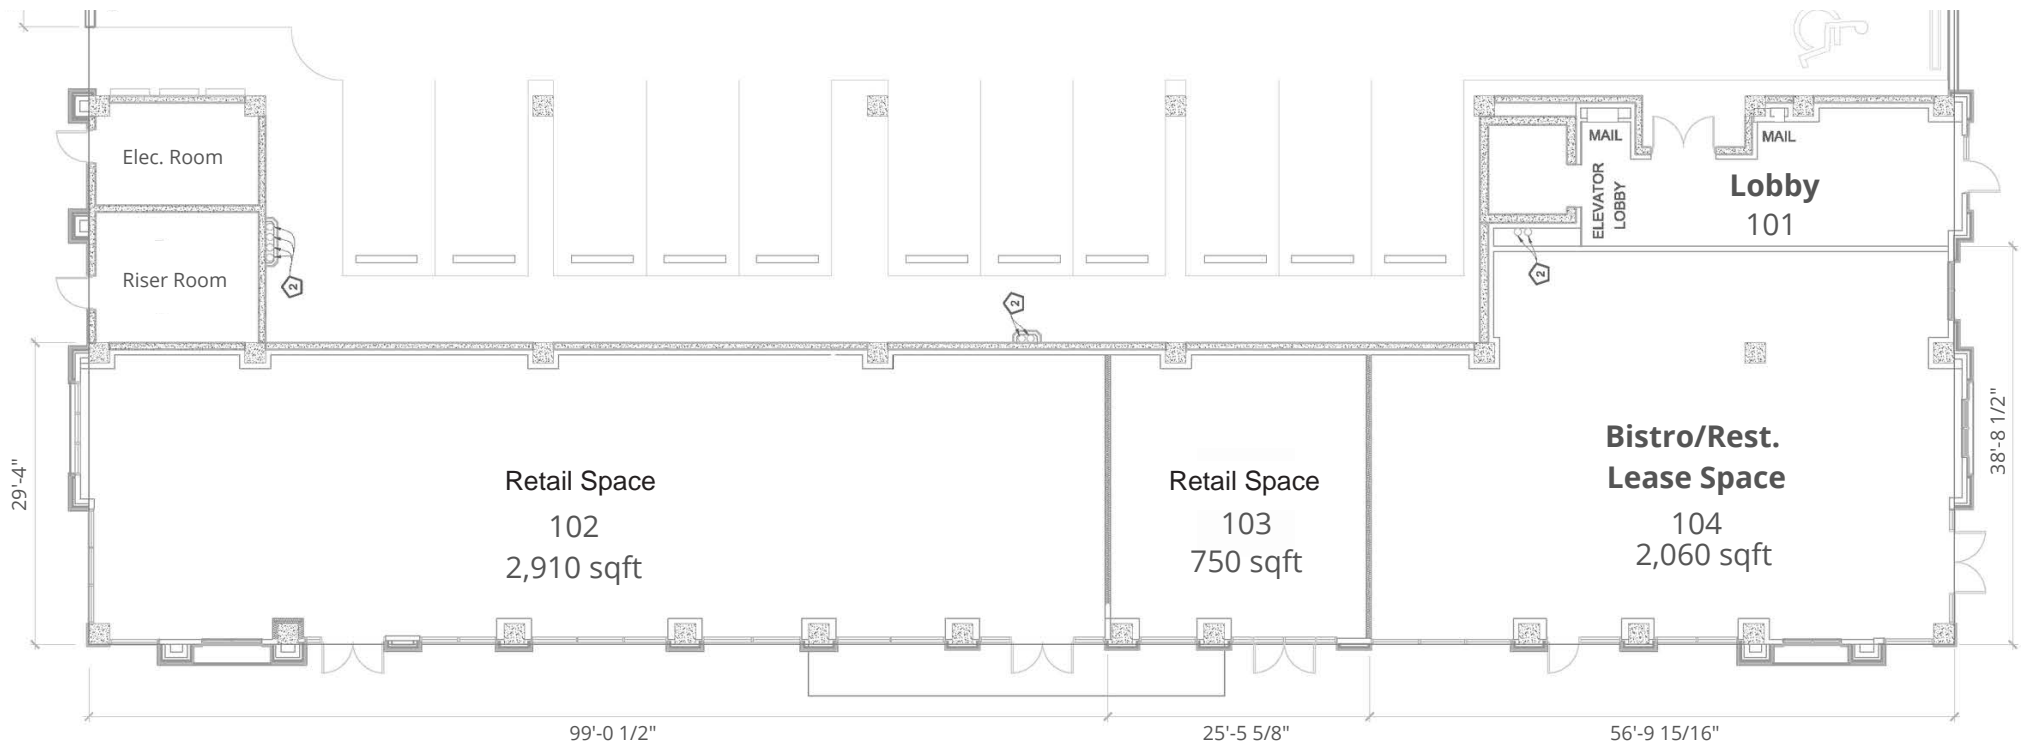 MAIL
MAIL
Elec. Room
ELEVATOR
LOBBY
Lobby
101
Riser Room
2
2
2
29'-4"
38'-8 1/2"
Retail Space
102
2,910 sqft
Retail Space
103
750 sqft
Bistro/Rest.
Lease Space
104
2,060 sqft
99'-0 1/2"
25'-5 5/8"
56'-9 15/16"